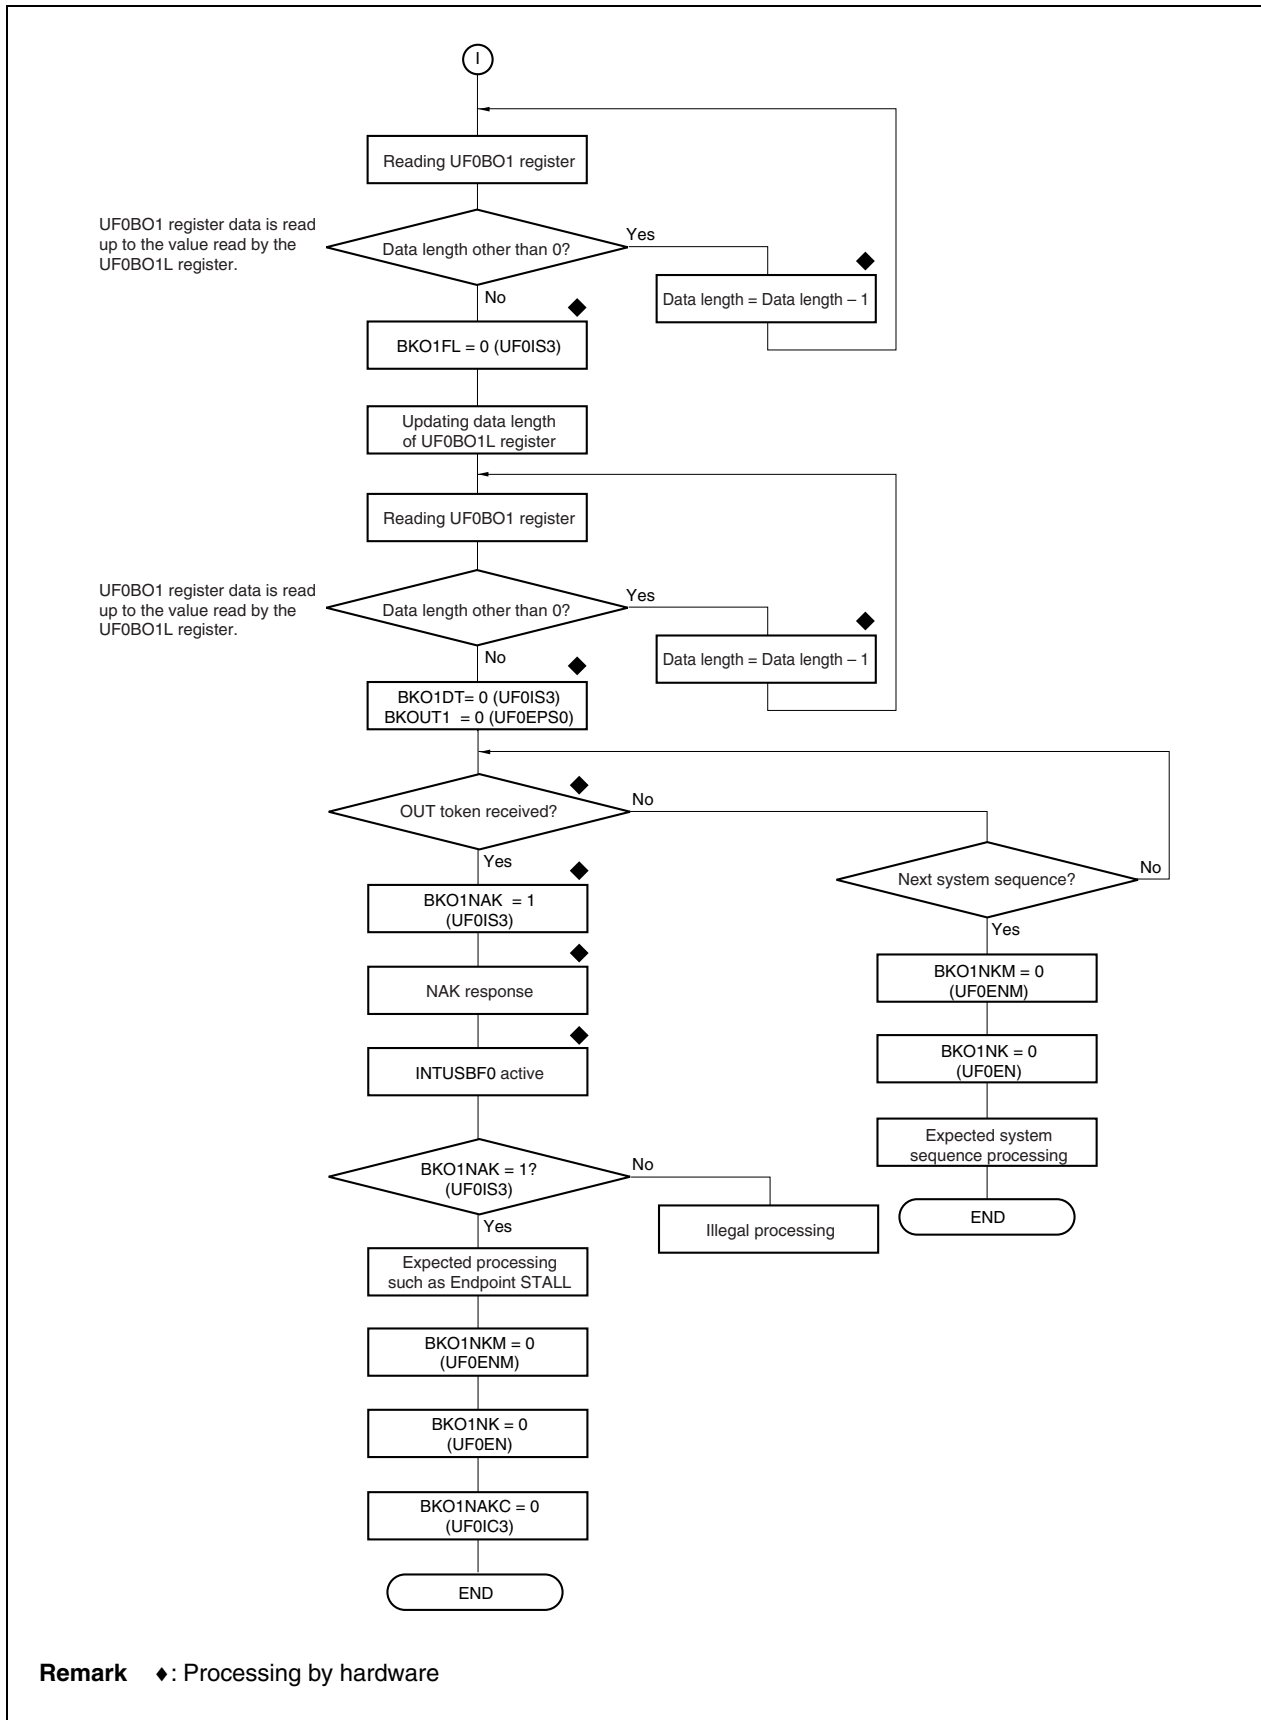 I
Reading UF0BO1 register
UF0BO1 register data is read
up to the value read by the
UF0BO1L register.
Data length other than 0?
Yes
Data length = Data length – 1
No
BKO1FL = 0 (UF0IS3)
Updating data length
of UF0BO1L register
Reading UF0BO1 register
UF0BO1 register data is read
up to the value read by the
UF0BO1L register.
Data length other than 0?
Yes
Data length = Data length – 1
No
BKO1DT= 0 (UF0IS3)
BKOUT1 = 0 (UF0EPS0)
OUT token received?
No
Next system sequence?
No
Yes
BKO1NAK = 1
(UF0IS3)
Yes
BKO1NKM = 0
(UF0ENM)
NAK response
BKO1NK = 0
(UF0EN)
INTUSBF0 active
Expected system
sequence processing
BKO1NAK = 1?
(UF0IS3)
No
END
Illegal processing
Yes
Expected processing
such as Endpoint STALL
BKO1NKM = 0
(UF0ENM)
BKO1NK = 0
(UF0EN)
BKO1NAKC = 0
(UF0IC3)
END
Remark ♦: Processing by hardware